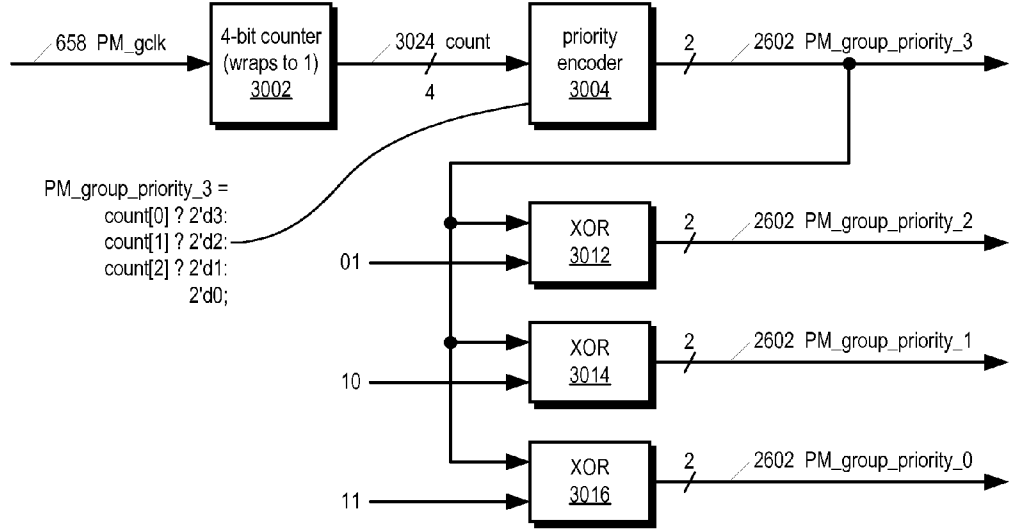 658 PM_gclk
4-bit counter
(wraps to 1)
3002
3024 count
4
priority
encoder
3004
2
2602 PM_group_priority_3
PM_group_priority_3 =
count[0] ? 2'd3:
count[1] ? 2'd2:
count[2] ? 2'd1:
2'd0;
01
XOR
3012
2
2602 PM_group_priority_2
10
XOR
3014
2
2602 PM_group_priority_1
11
XOR
3016
2
2602 PM_group_priority_0